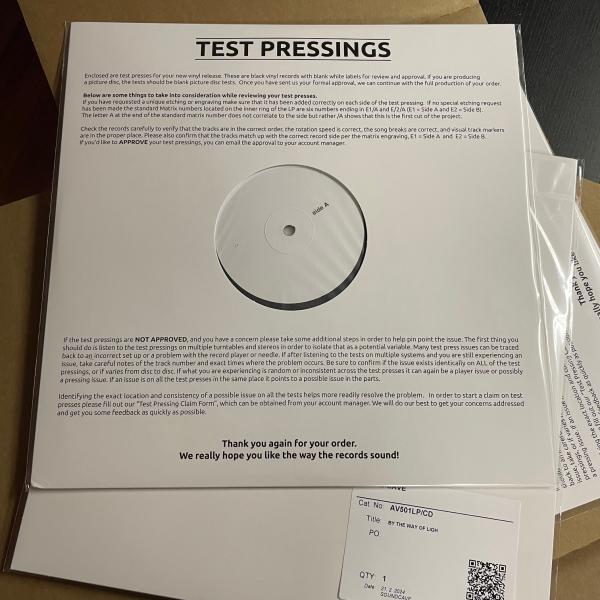 TEST PRESSINGS
Enclosed are test presses for your new vinyl release. These are black vinyl records with blank white labels for review and approval. If you are producing
a picture disc, the tests should be blank picture disc tests. Once you have sent us your formal approval, we can continue with the full production of your order.
Below are some things to take into consideration while reviewing your test presses.
If you have requested a unique etching or engraving make sure that it has been added correctly on each side of the test pressing. If no special etching request
has been made the standard Matrix numbers located on the inner ring of the LP are six numbers ending in E1/A and E/2/A (E1 = Side A and E2 = Side B).
The letter A at the end of the standard matrix number does not correlate to the side but rather /A shows that this is the first cut of the project.
Check the records carefully to verify that the tracks are in the correct order, the rotation speed is correct, the song breaks are correct, and visual track markers
are in the proper place. Please also confirm that the tracks match up with the correct record side per the matrix engraving, E1 = Side A and E2 = Side B.
If you'd like to APPROVE your test pressings, you can email the approval to your account manager.
side A
If the test pressings are NOT APPROVED, and you have a concern please take some additional steps in order to help pin point the issue. The first thing you
should do is listen to the test pressings on multiple turntables and stereos in order to isolate that as a potential variable. Many test press issues can be traced
back to an incorrect set up or a problem with the record player or needle. If after listening to the tests on multiple systems and you are still experiencing an
issue, take careful notes of the track number and exact times where the problem occurs. Be sure to confirm if the issue exists identically on ALL of the test
pressings, or if varies from disc to disc. If what you are experiencing is random or inconsistent across the test presses it can again be a player issue or possibly
a pressing issue. If an issue is on all the test presses in the same place it points to a possible issue in the parts.
Identifying the exact location and consistency of a possible issue on all the tests helps more readily resolve the problem. In order to start a claim on test
presses please fill out our "Test Pressing Claim Form", which can be obtained from your account manager. We will do our best to get your concerns addressed
and get you some feedback as quickly as possible.
Thank you again for your order.
We really hope you like the way the records sound!
Cat. No: AV501LP/CD
Title: BY THE WAY OF LIGH
PO:
QTY: 1
Date: 21. 2. 2024
SOUNDCAVE